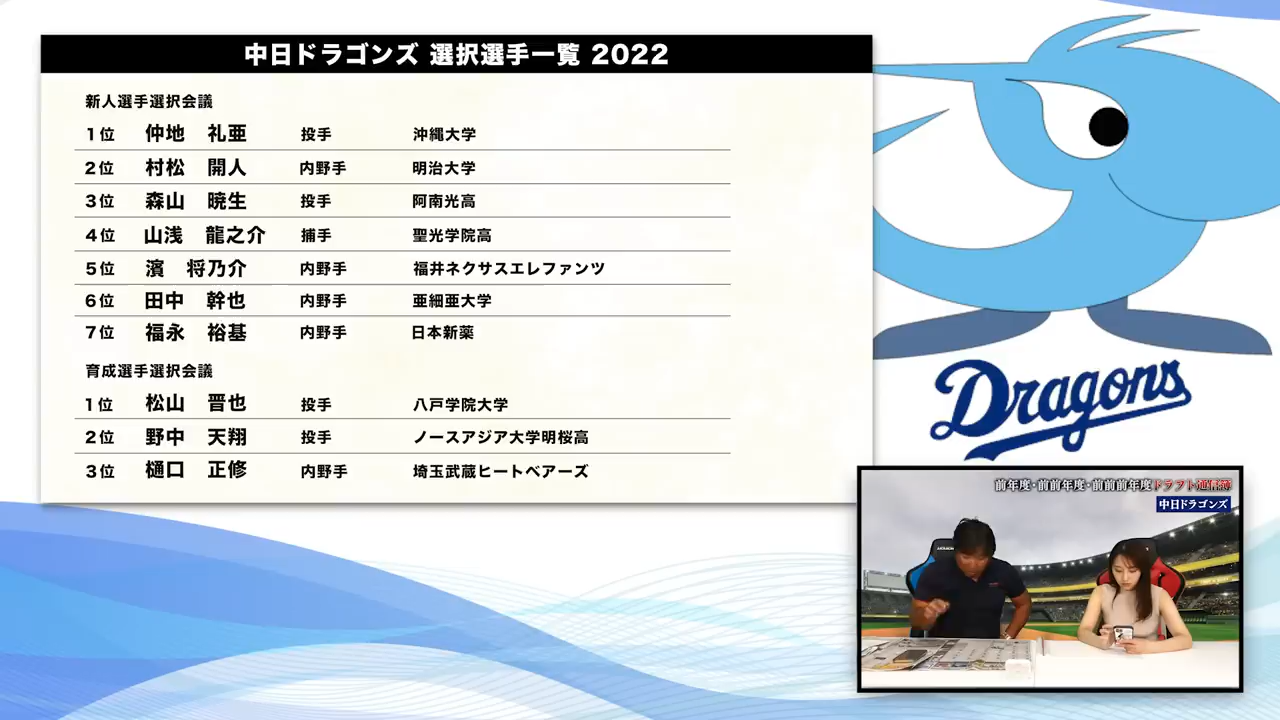 中日ドラゴンズ 選択選手一覧 2022
新人選手選択会議
1位 仲地 礼亜 投手 沖縄大学
2位 村松 開人 内野手 明治大学
3位 森山 暁生 投手 阿南光高
4位 山浅 龍之介 捕手 聖光学院高
5位 濱 将乃介 内野手 福井ネクサスエレファンツ
6位 田中 幹也 内野手 亜細亜大学
7位 福永 裕基 内野手 日本新薬
育成選手選択会議
1位 松山 晋也 投手 八戸学院大学
2位 野中 天翔 投手 ノースアジア大学明桜高
3位 樋口 正修 内野手 埼玉武蔵ヒートベアーズ
Dragons
前年度・前前年度・前前前年度ドラフト通信簿
中日ドラゴンズ